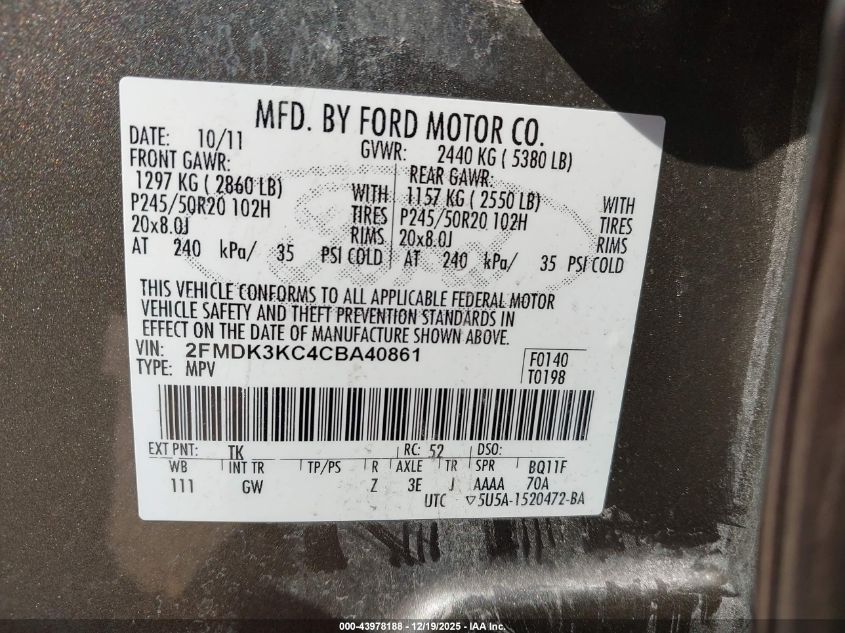 MFD. BY FORD MOTOR CO.
DATE: 10/11 GVWR: 2440 KG ( 5380 LB)
FRONT GAWR: REAR GAWR:
1297 KG ( 2860 LB) WITH 1157 KG ( 2550 LB) WITH
P245/50R20 102H TIRES P245/50R20 102H TIRES
20x8.0J RIMS 20x8.0J RIMS
AT 240 kPa/ 35 PSI COLD AT 240 kPa/ 35 PSI COLD
THIS VEHICLE CONFORMS TO ALL APPLICABLE FEDERAL MOTOR
VEHICLE SAFETY AND THEFT PREVENTION STANDARDS IN
EFFECT ON THE DATE OF MANUFACTURE SHOWN ABOVE.
VIN: 2FMDK3KC4CBA40861 F0140
TYPE: MPV T0198
EXT PNT: TK RC: 52 DSO:
WB INT TR TP/PS R AXLE TR SPR BQ11F
111 GW Z 3E J AAAA 70A
UTC ▽5U5A-1520472-BA
000-43978188 - 12/19/2025 - IAA Inc.